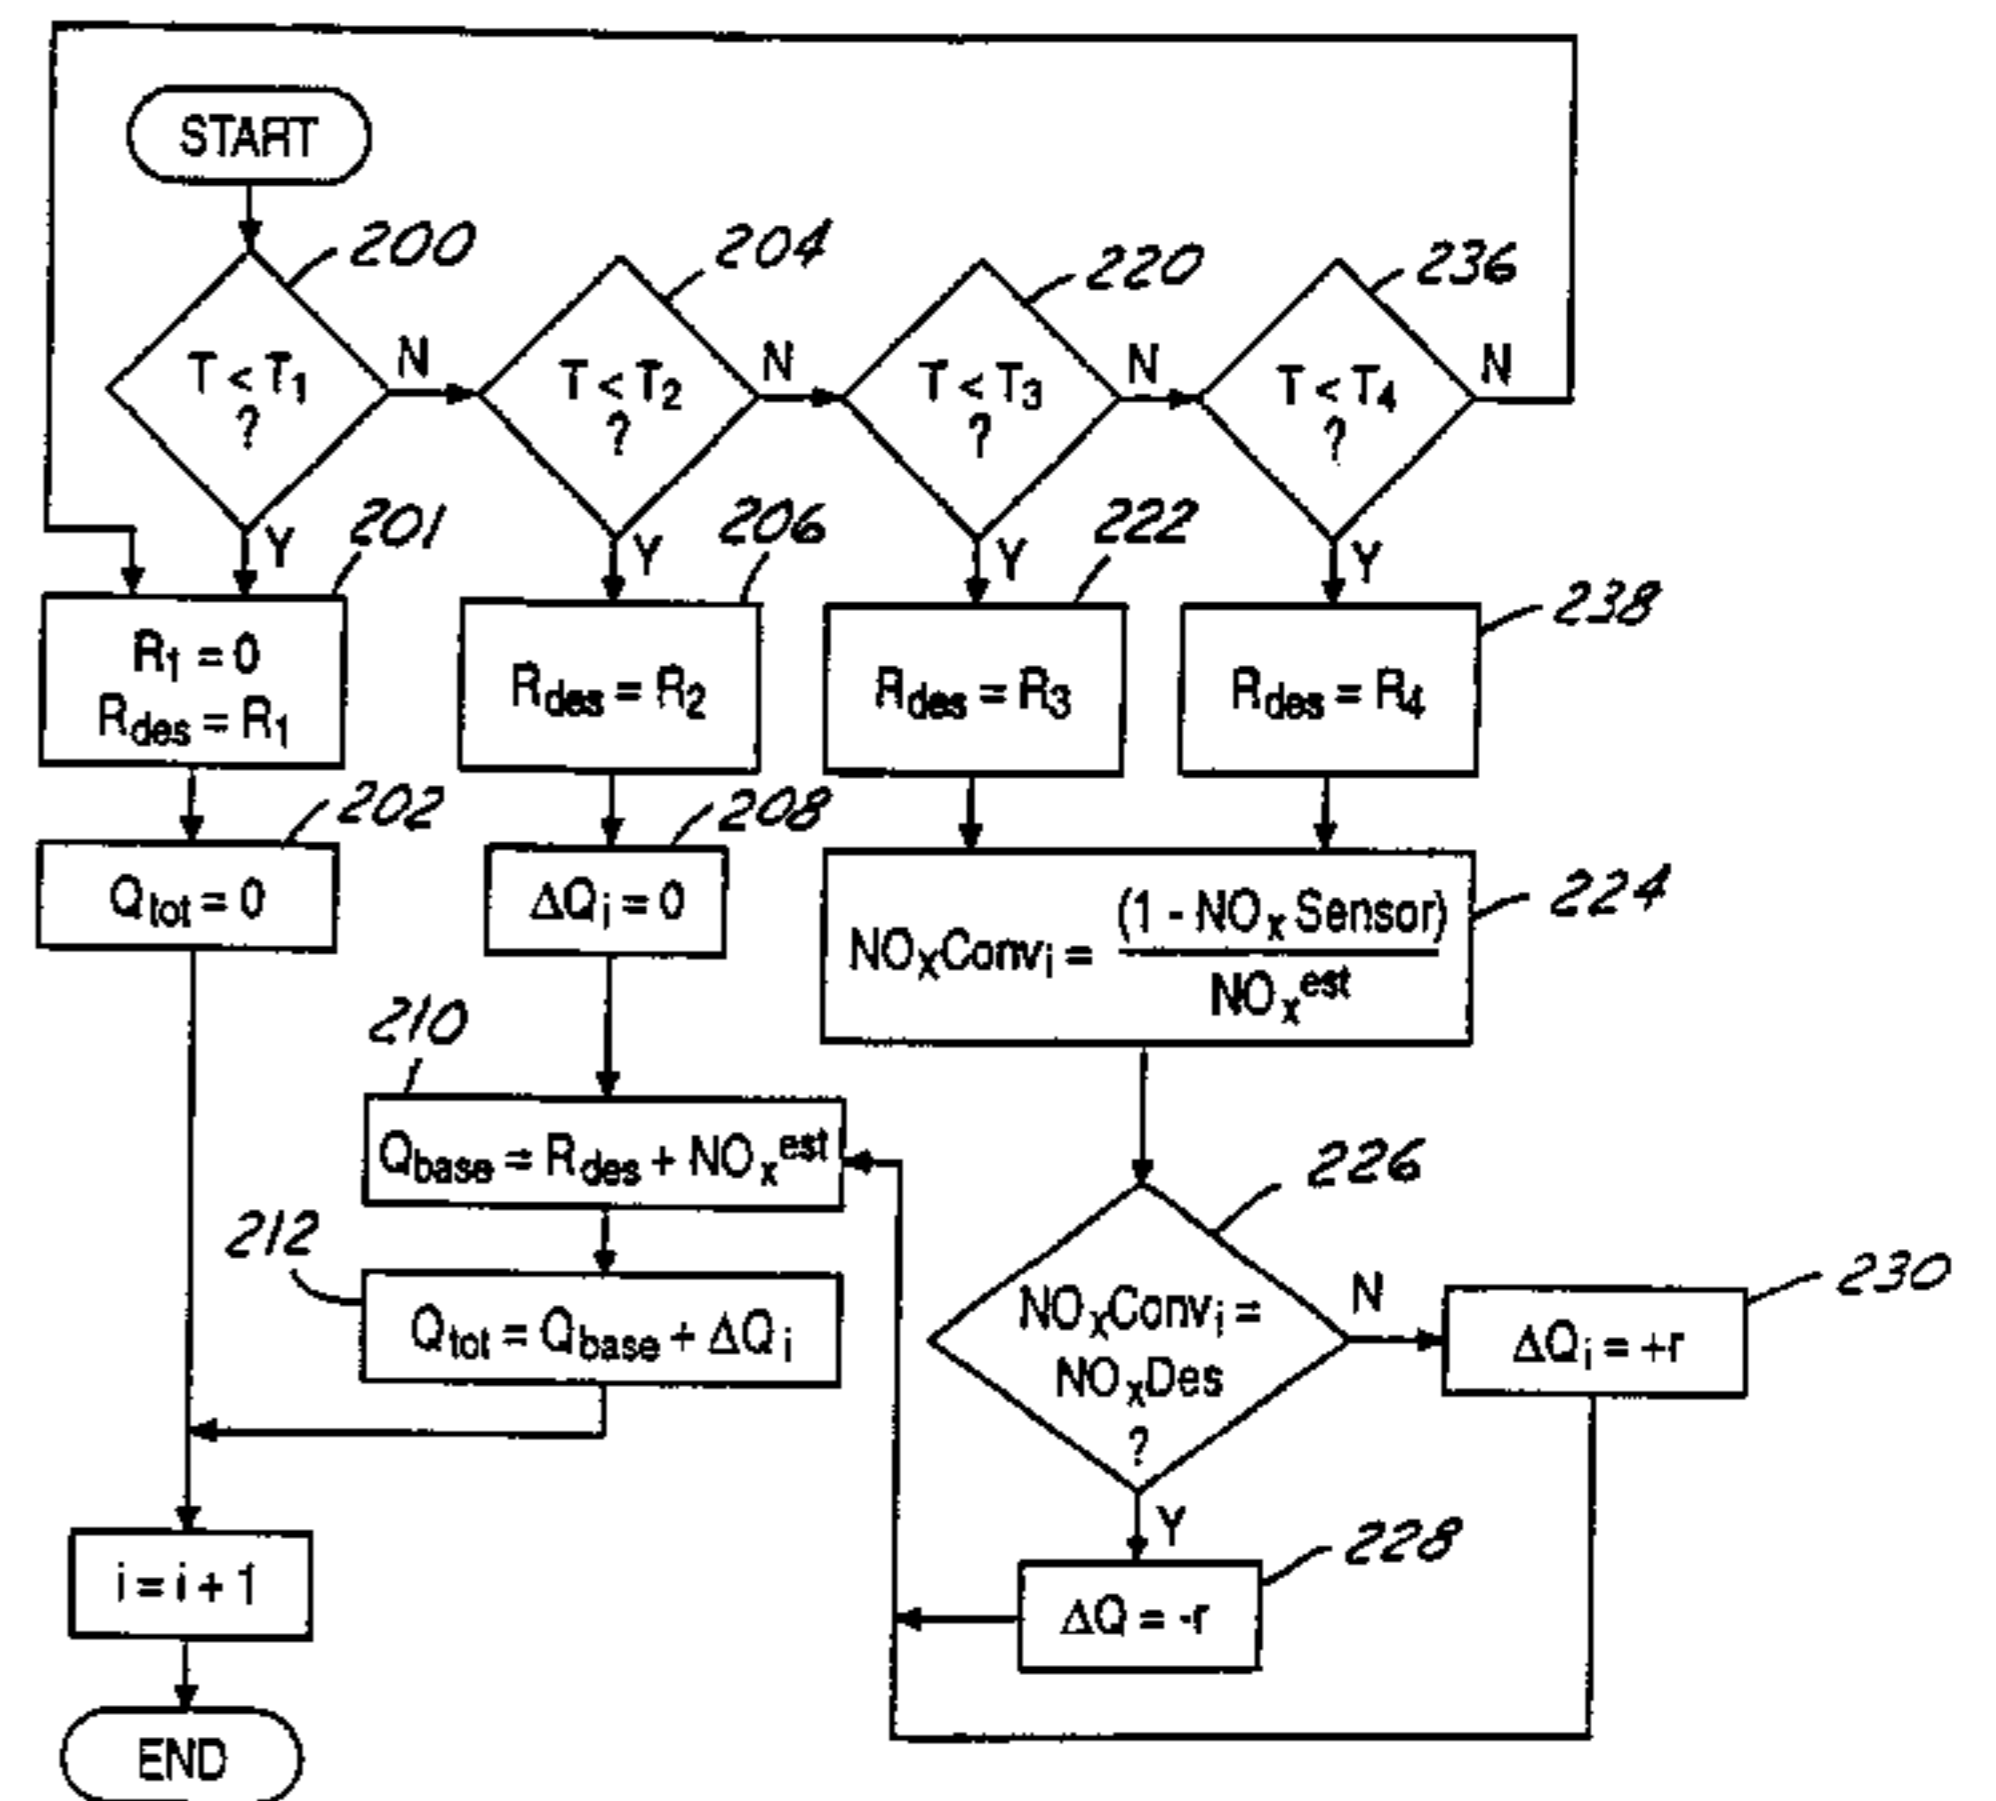 START
200
204
220
236
T < T1
?
N
T < T2
?
N
T < T3
?
N
T < T4
?
N
Y
201
Y
206
Y
222
Y
238
R1 = 0
Rdes = R1
Rdes = R2
Rdes = R3
Rdes = R4
202
208
224
Qtot = 0
ΔQi = 0
NOxConvi = (1 - NOx Sensor)
NOxest
210
Qbase = Rdes + NOxest
226
212
230
Qtot = Qbase + ΔQi
NOxConvi =
NOxDes
?
N
ΔQi = +r
Y
228
i = i + 1
ΔQ = -r
END